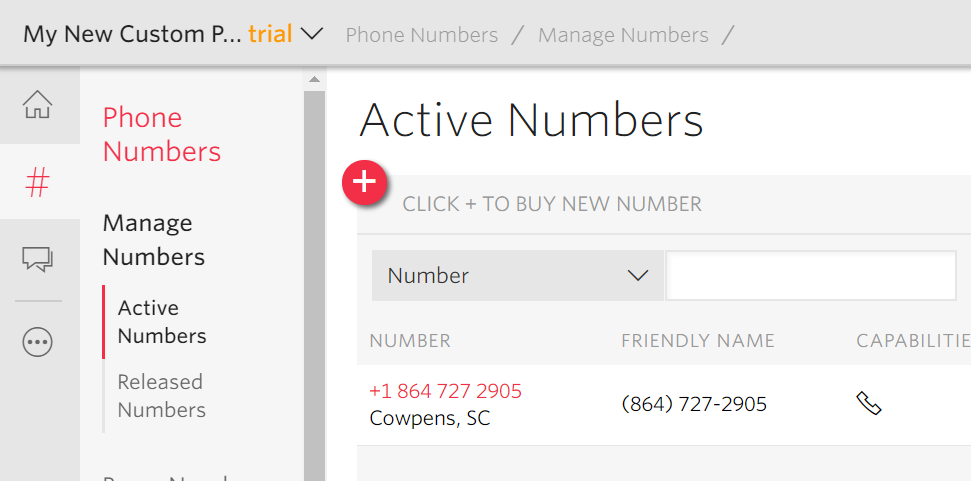 My New Custom P... trial Phone Numbers / Manage Numbers /
Phone
Numbers
#
Manage
Numbers
Active
Numbers
Released
Numbers
Active Numbers
+
CLICK + TO BUY NEW NUMBER
Number
NUMBER FRIENDLY NAME CAPABILITIE
+1 864 727 2905
Cowpens, SC
(864) 727-2905